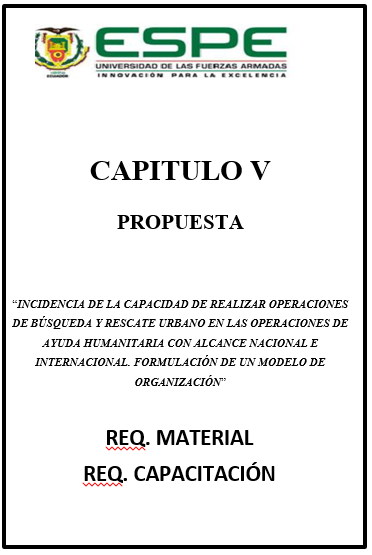 ESPE
UNIVERSIDAD DE LAS FUERZAS ARMADAS
INNOVACIÓN PARA LA EXCELENCIA
ECUADOR
CAPITULO V
PROPUESTA
“INCIDENCIA DE LA CAPACIDAD DE REALIZAR OPERACIONES
DE BÚSQUEDA Y RESCATE URBANO EN LAS OPERACIONES DE
AYUDA HUMANITARIA CON ALCANCE NACIONAL E
INTERNACIONAL. FORMULACIÓN DE UN MODELO DE
ORGANIZACIÓN”
REQ. MATERIAL
REQ. CAPACITACIÓN